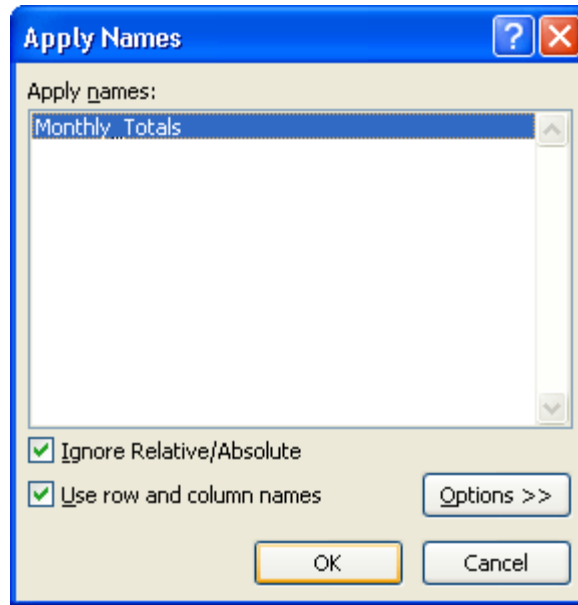 Apply Names
Apply names:
Monthly_Totals
Ignore Relative/Absolute
Use row and column names
Options >>
OK
Cancel